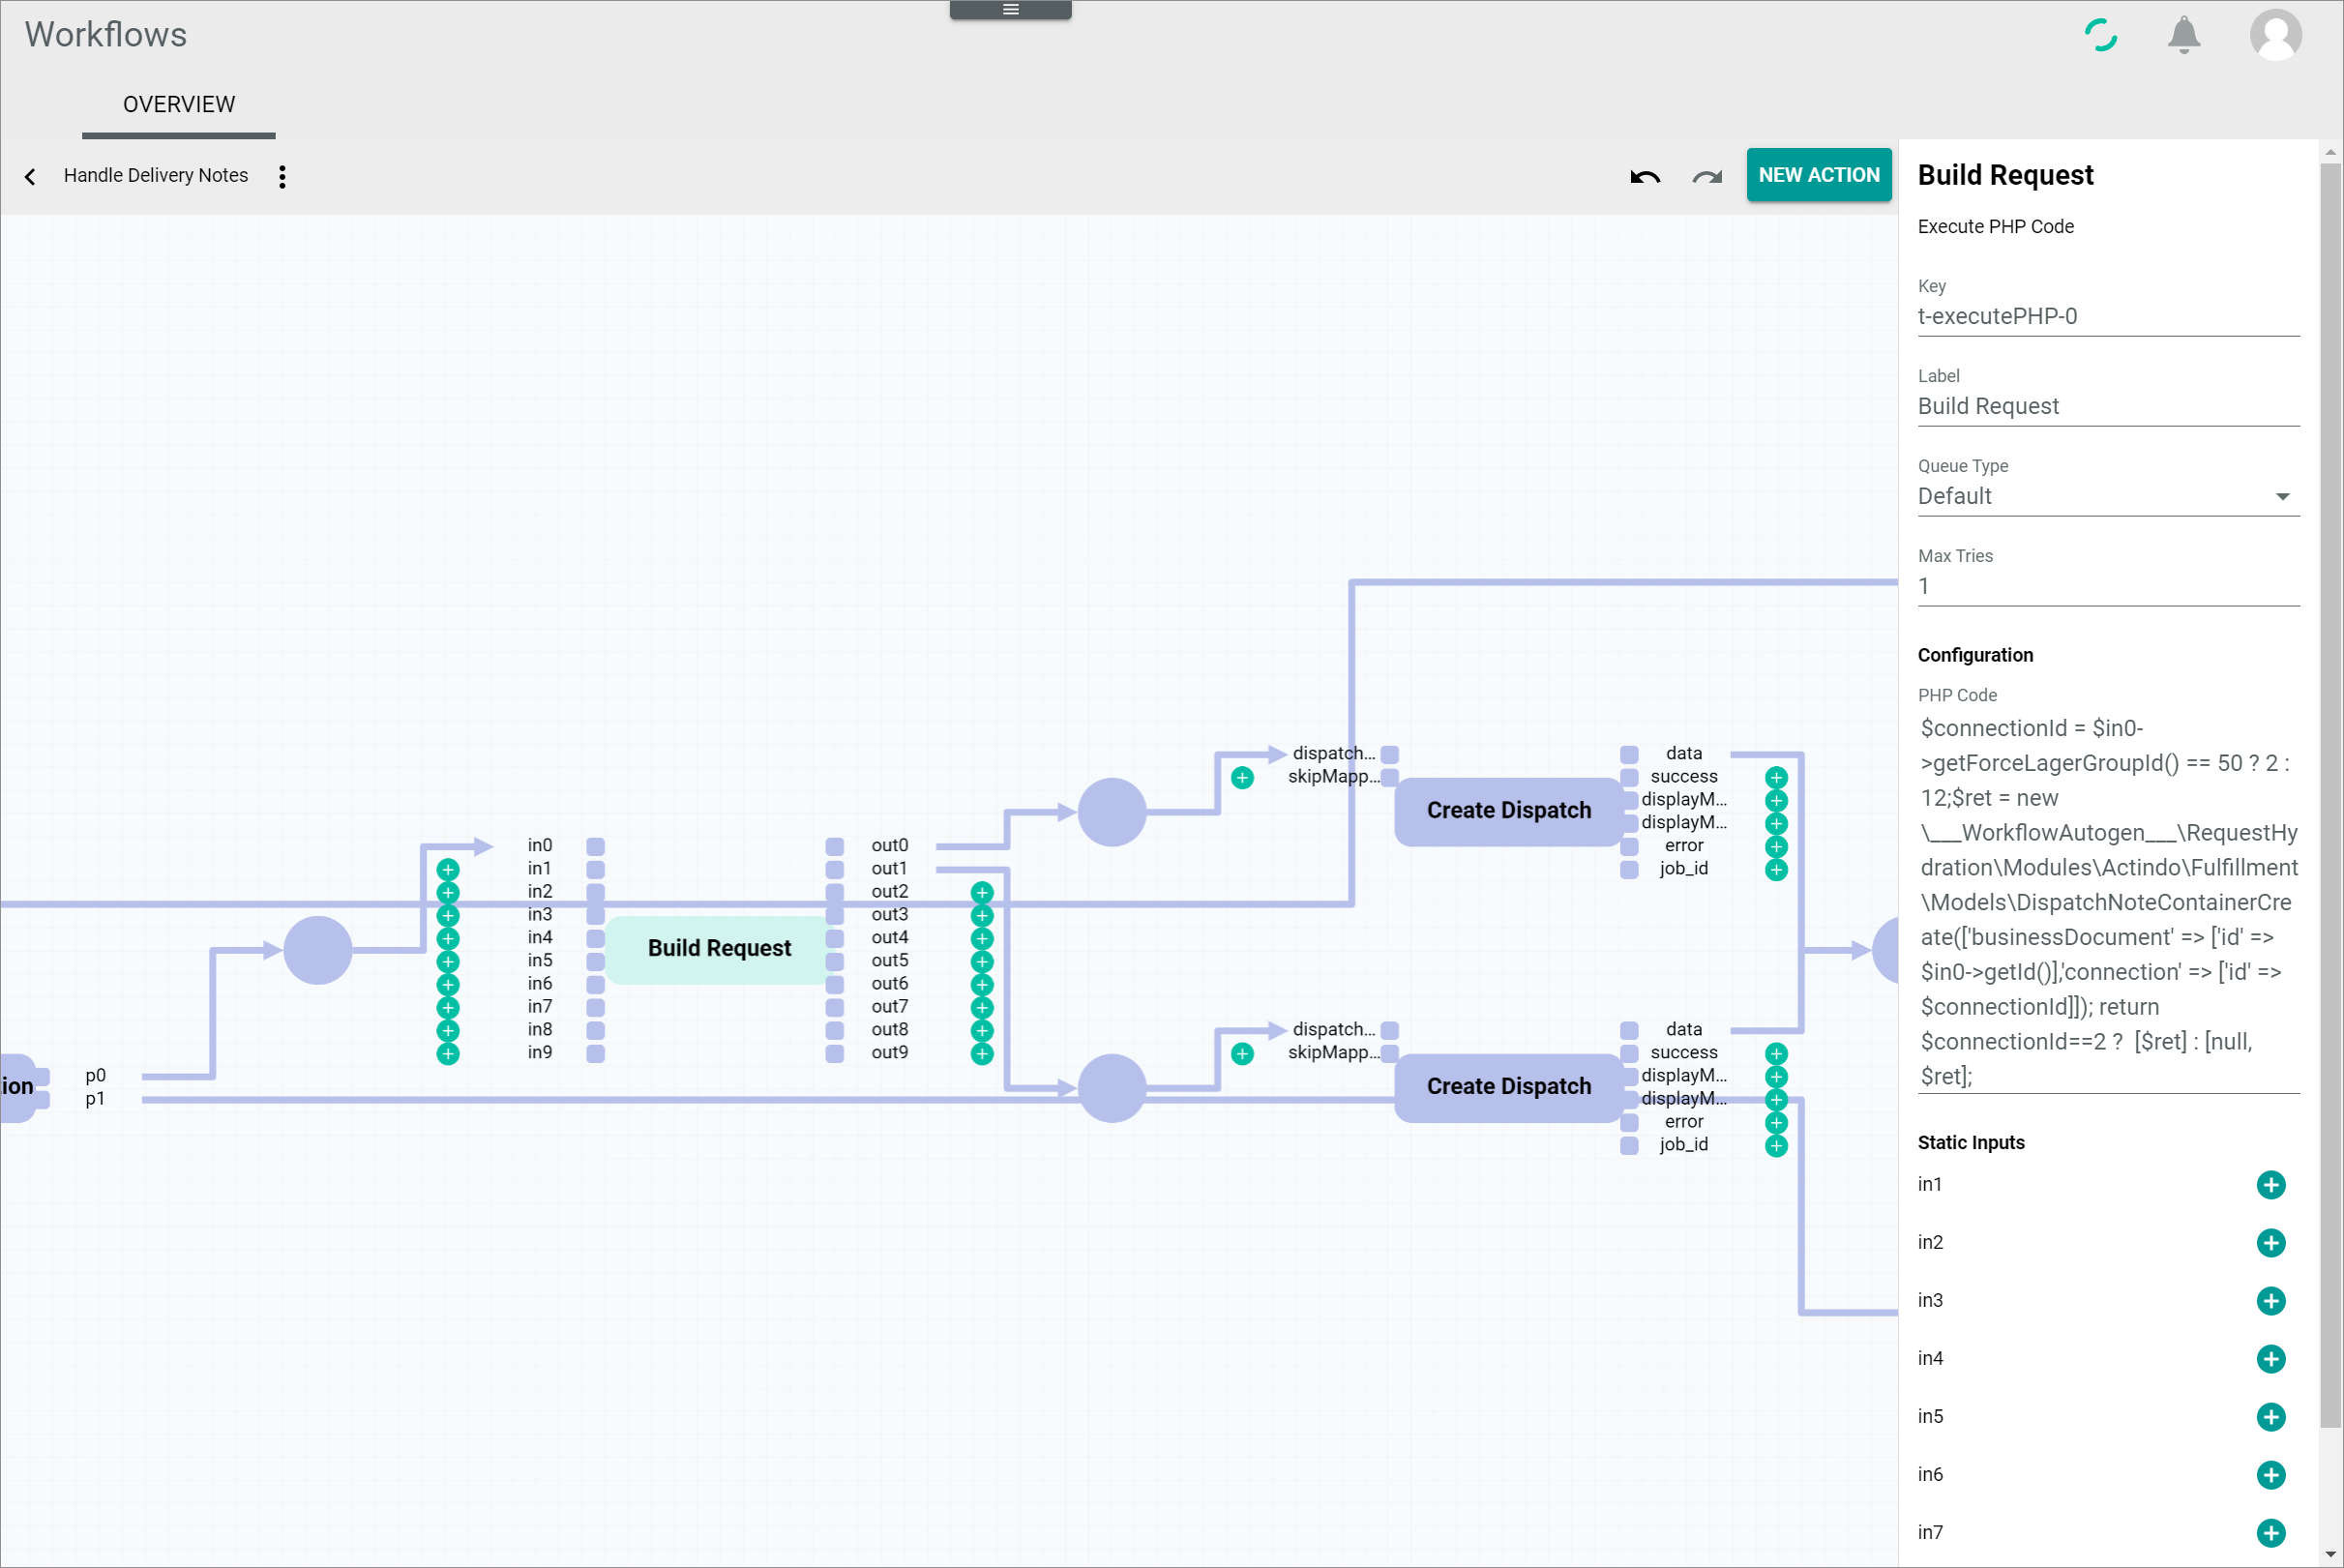 Workflows
OVERVIEW
Handle Delivery Notes
NEW ACTION
in0
in1
in2
in3
in4
in5
in6
in7
in8
in9
Build Request
out0
out1
out2
out3
out4
out5
out6
out7
out8
out9
ion
p0
p1
dispatch...
skipMapp...
Create Dispatch
data
success
displayM...
displayM...
error
job_id
dispatch...
skipMapp...
Create Dispatch
data
success
displayM...
displayM...
error
job_id
Build Request
Execute PHP Code
Key
t-executePHP-0
Label
Build Request
Queue Type
Default
Max Tries
1
Configuration
PHP Code
$connectionId = $in0-
>getForceLagerGroupId() == 50 ? 2 :
12;$ret = new
\___WorkflowAutogen___\RequestHy
dration\Modules\Actindo\Fulfillment
\Models\DispatchNoteContainerCre
ate(['businessDocument' => ['id' =>
$in0->getId()],'connection' => ['id' =>
$connectionId]]); return
$connectionId==2 ?  [$ret] : [null,
$ret];
Static Inputs
in1
in2
in3
in4
in5
in6
in7